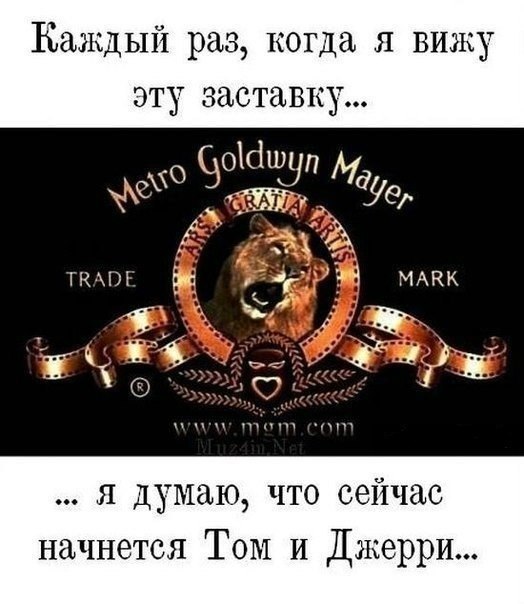 Каждый раз, когда я вижу
эту заставку...
Metro Goldwyn Mayer
ARS GRATIA ARTIS
TRADE MARK
®
www.mgm.com
Muz4in.Net
... я думаю, что сейчас
начнется Том и Джерри...